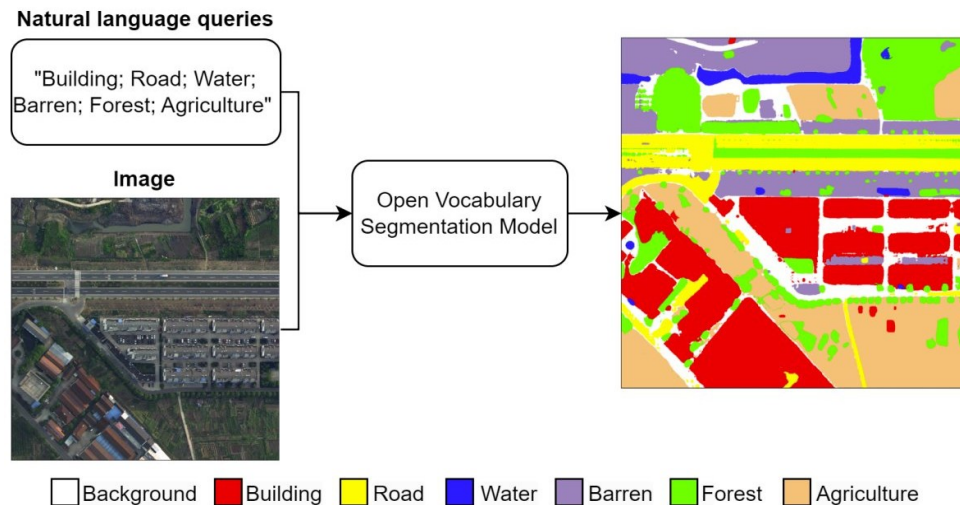 Natural language queries
"Building; Road; Water;
Barren; Forest; Agriculture"
Image
Open Vocabulary
Segmentation Model
Background Building Road Water Barren Forest Agriculture